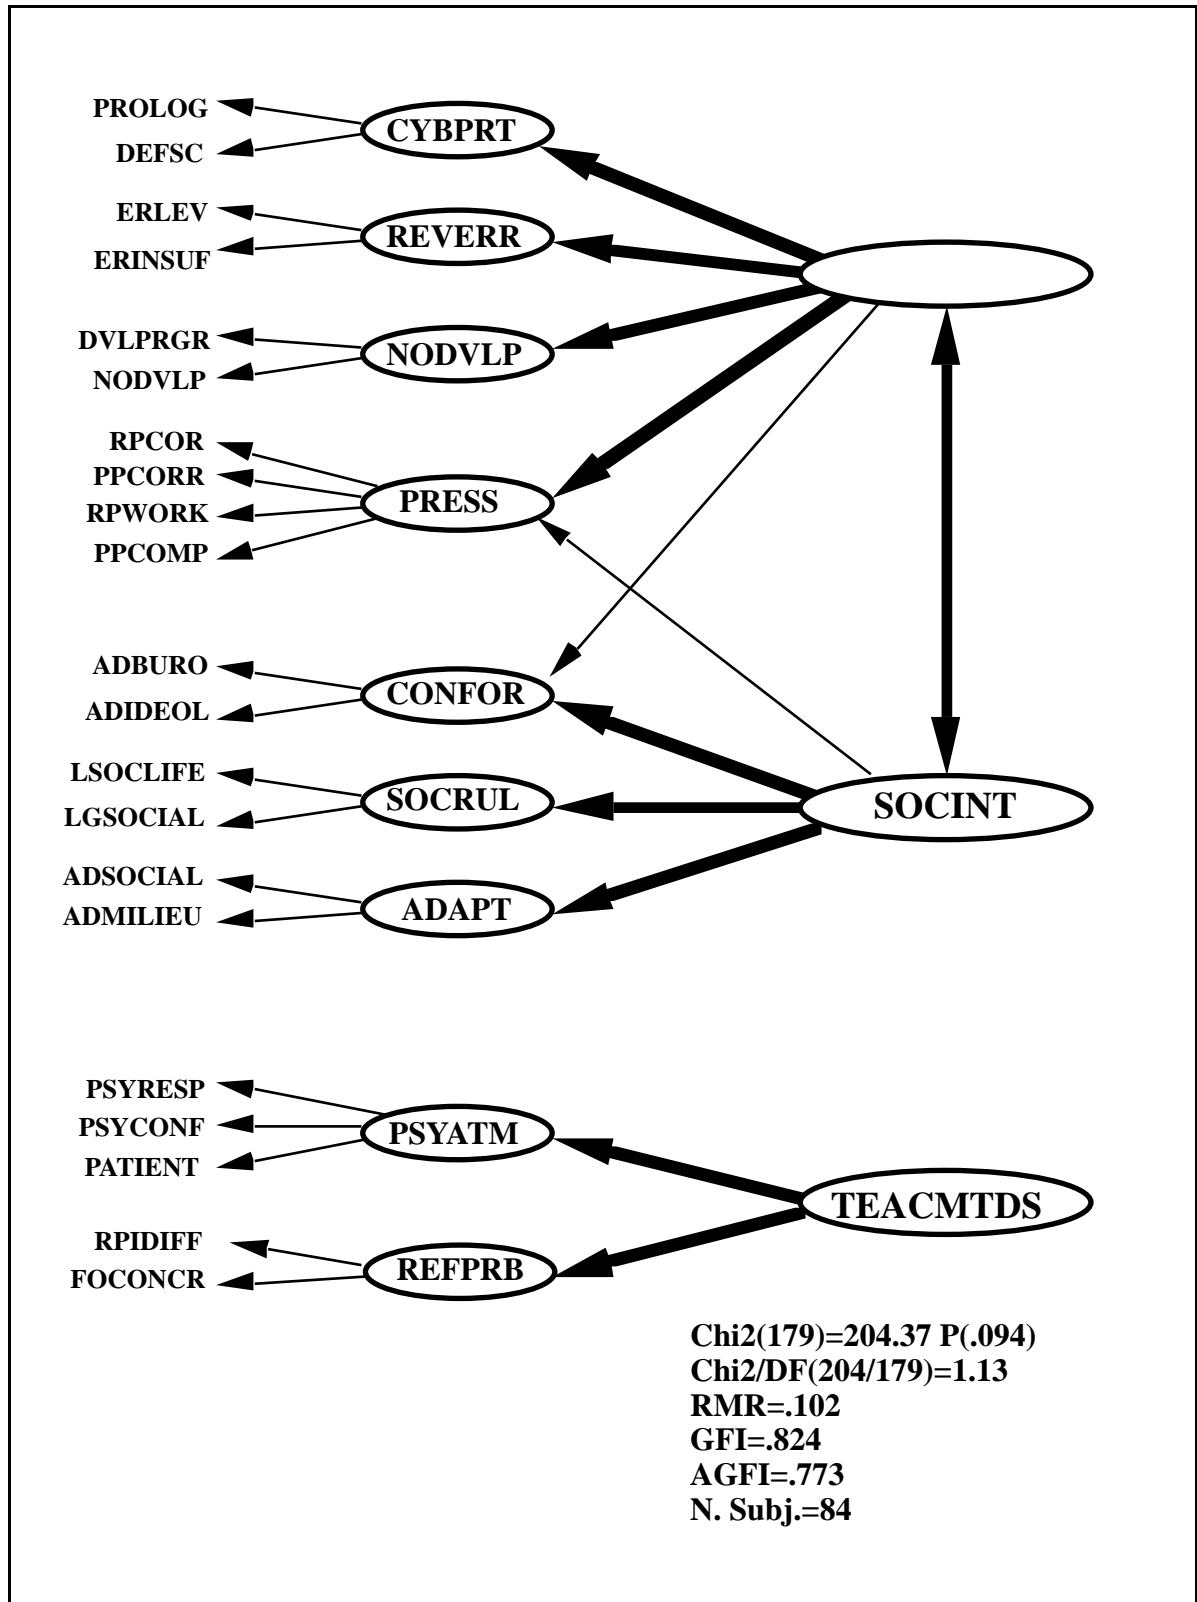 PROLOG
DEFSC
CYBPRT
ERLEV
ERINSUF
REVERR
DVLPRGR
NODVLP
NODVLP
RPCOR
PPCORR
RPWORK
PPCOMP
PRESS
ADBURO
ADIDEOL
CONFOR
LSOCLIFE
LGSOCIAL
SOCRUL
SOCINT
ADSOCIAL
ADMILIEU
ADAPT
PSYRESP
PSYCONF
PATIENT
PSYATM
TEACMTDS
RPIDIFF
FOCONCR
REFPRB
Chi2(179)=204.37 P(.094)
Chi2/DF(204/179)=1.13
RMR=.102
GFI=.824
AGFI=.773
N. Subj.=84